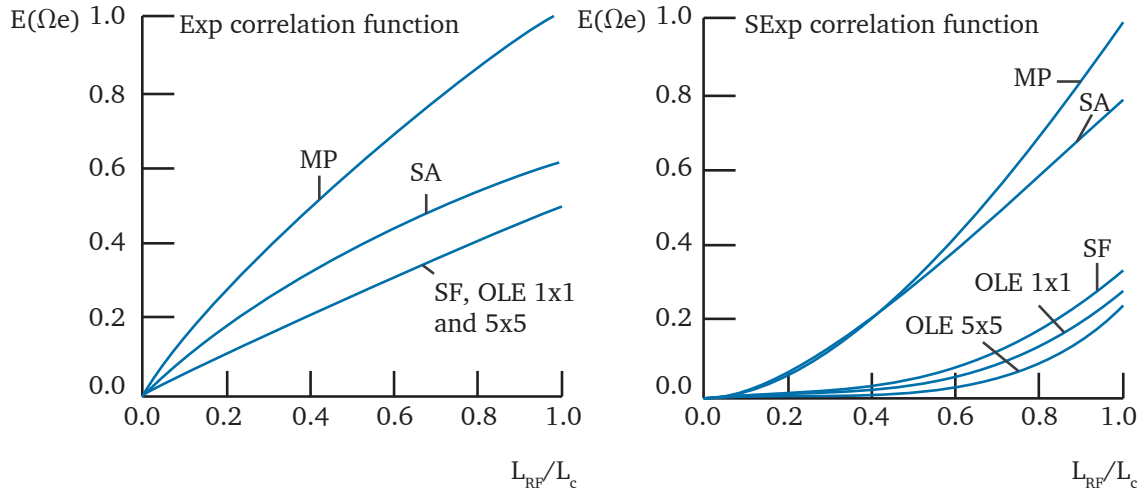 E(Ωe)
1.0
Exp correlation function
0.8
MP
0.6
SA
0.4
SF, OLE 1x1
and 5x5
0.2
0.0
0.0 0.2 0.4 0.6 0.8 1.0
L_RF/L_c
E(Ωe)
1.0
SExp correlation function
MP
0.8
SA
0.6
0.4
SF
OLE 1x1
OLE 5x5
0.2
0.0
0.0 0.2 0.4 0.6 0.8 1.0
L_RF/L_c